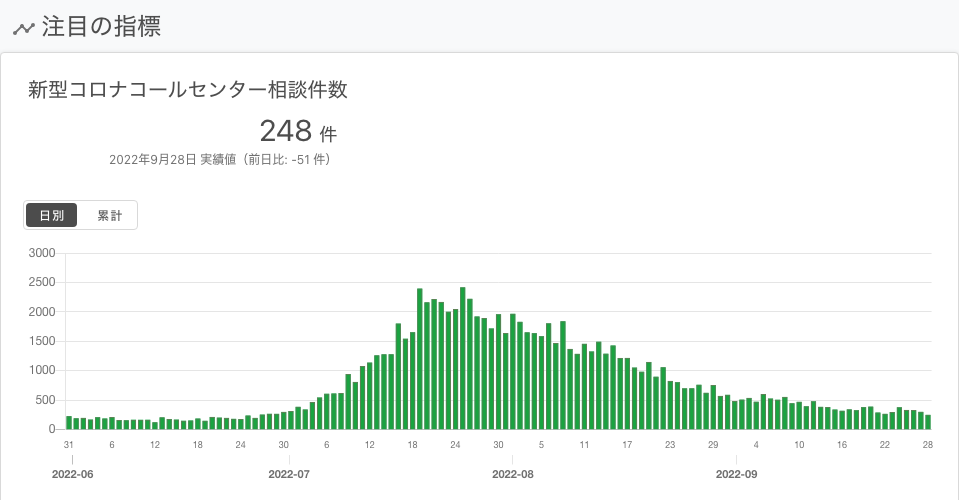 注目の指標
新型コロナコールセンター相談件数
248 件
2022年9月28日 実績値（前日比: -51 件）
日別 累計
3000
2500
2000
1500
1000
500
0
31 6 12 18 24 30 6 12 18 24 30 5 11 17 23 29 4 10 16 22 28
2022-06 2022-07 2022-08 2022-09